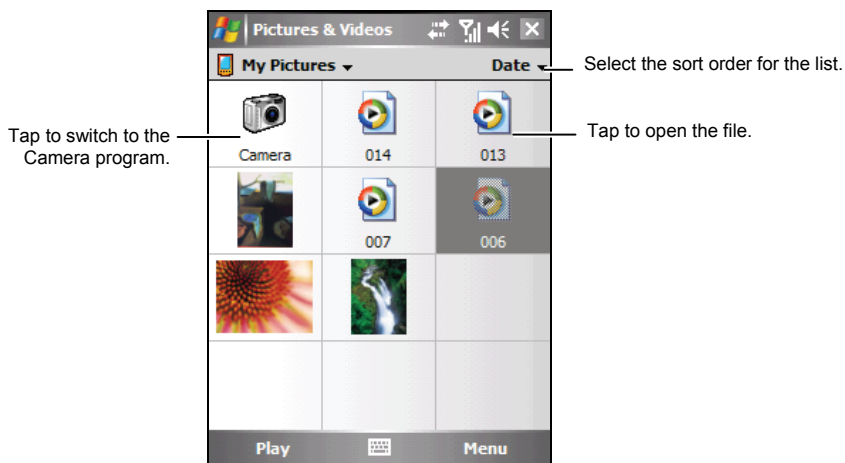 Pictures & Videos
My Pictures Date
Select the sort order for the list.
Tap to switch to the
Camera program.
Tap to open the file.
Camera 014 013
007 006
Play Menu